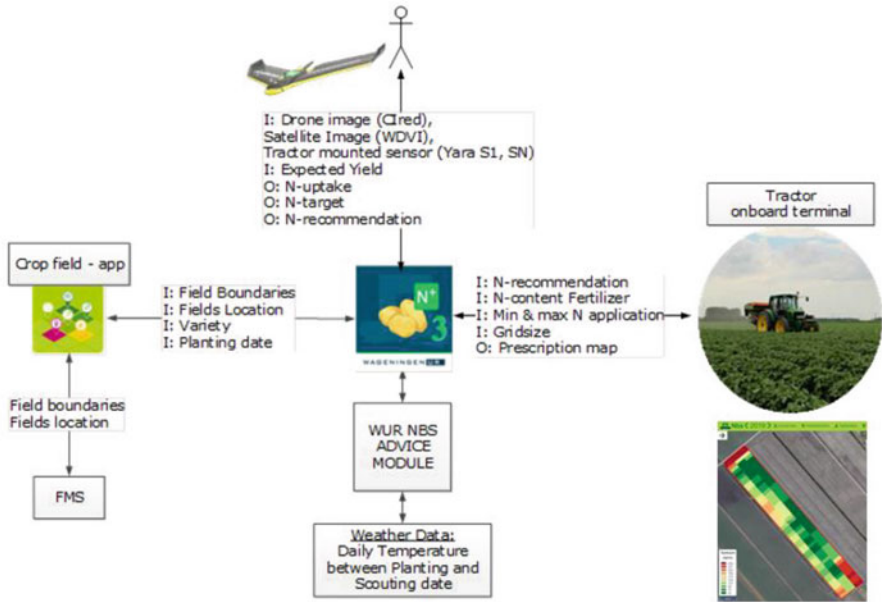 I: Drone image (CIred),
Satellite Image (WDVI),
Tractor mounted sensor (Yara S1, SN)
I: Expected Yield
O: N-uptake
O: N-target
O: N-recommendation
Tractor
onboard terminal
Crop field - app
I: Field Boundaries
I: Fields Location
I: Variety
I: Planting date
N+
3
WAGENINGEN UR
I: N-recommendation
I: N-content Fertilizer
I: Min & max N application
I: Gridsize
O: Prescription map
Field boundaries
Fields location
FMS
WUR NBS
ADVICE
MODULE
Weather Data:
Daily Temperature
between Planting and
Scouting date